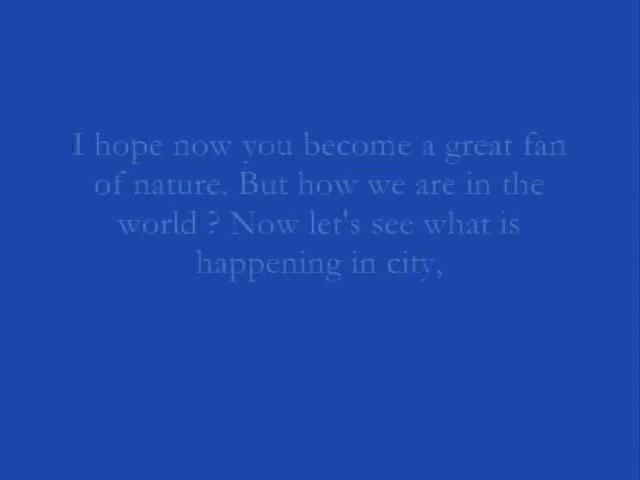 I hope now you become a great fan
of nature. But how we are in the
world ? Now let's see what is
happening in city,